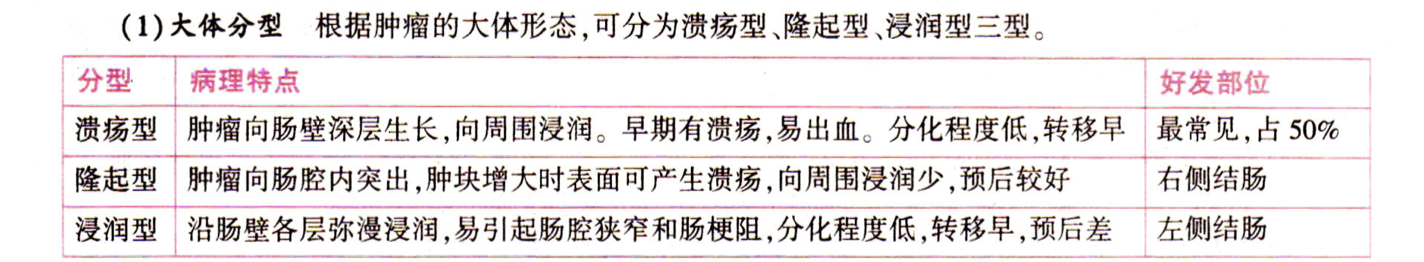 (1)大体分型 根据肿瘤的大体形态,可分为溃疡型、隆起型、浸润型三型。
分型 病理特点 好发部位
溃疡型 肿瘤向肠壁深层生长,向周围浸润。早期有溃疡,易出血。分化程度低,转移早 最常见,占50%
隆起型 肿瘤向肠腔内突出,肿块增大时表面可产生溃疡,向周围浸润少,预后较好 右侧结肠
浸润型 沿肠壁各层弥漫浸润,易引起肠腔狭窄和肠梗阻,分化程度低,转移早,预后差 左侧结肠